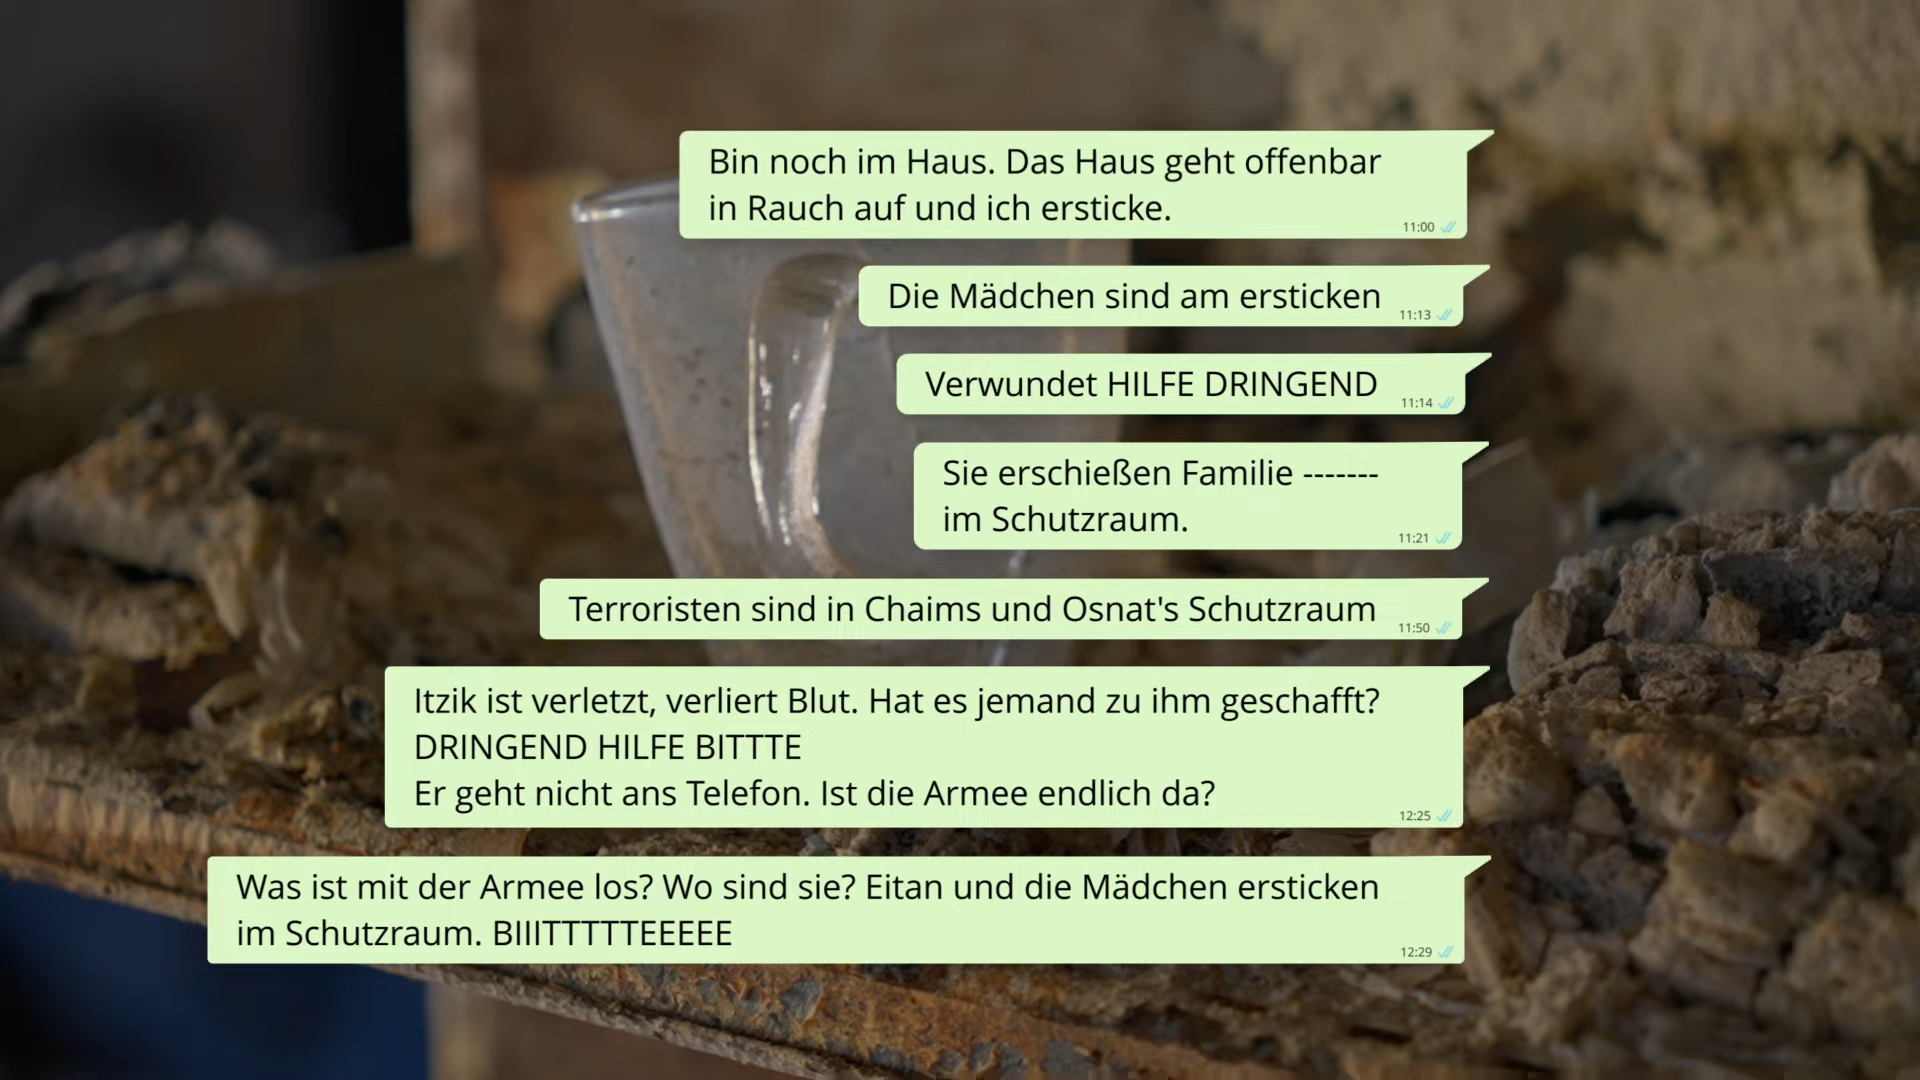 Bin noch im Haus. Das Haus geht offenbar
in Rauch auf und ich ersticke.
11:00
Die Mädchen sind am ersticken
11:13
Verwundet HILFE DRINGEND
11:14
Sie erschießen Familie -------
im Schutzraum.
11:21
Terroristen sind in Chaims und Osnat's Schutzraum
11:50
Itzik ist verletzt, verliert Blut. Hat es jemand zu ihm geschafft?
DRINGEND HILFE BITTTE
Er geht nicht ans Telefon. Ist die Armee endlich da?
12:25
Was ist mit der Armee los? Wo sind sie? Eitan und die Mädchen ersticken
im Schutzraum. BIIITTTTTEEEEE
12:29